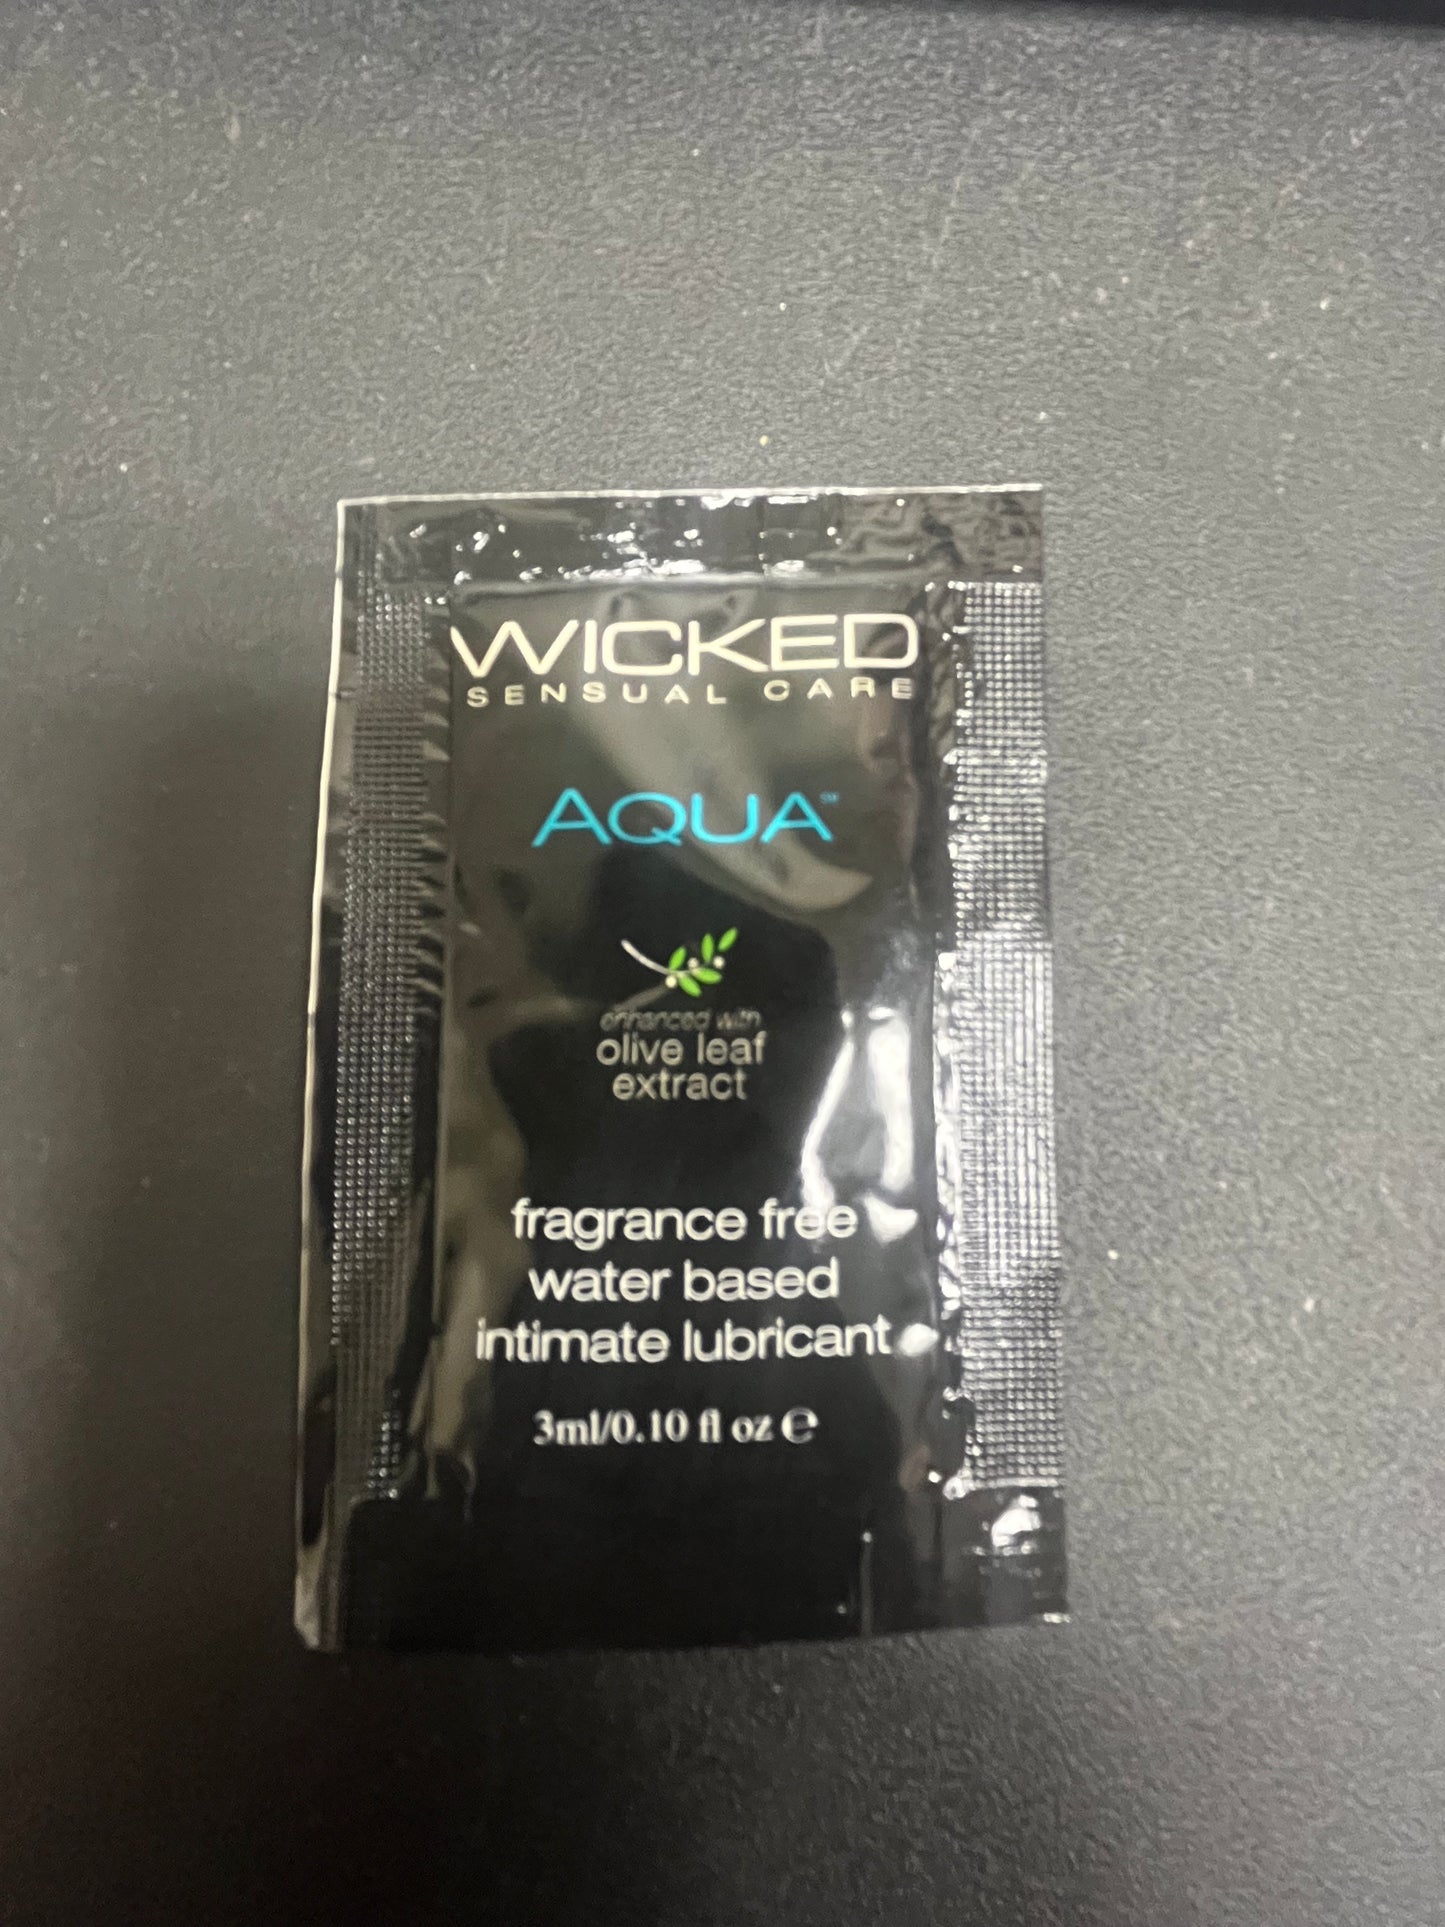 WICKED
SENSUAL CARE
AQUA™
enhanced with
olive leaf
extract
fragrance free
water based
intimate lubricant
3ml/0.10 fl oz ℮